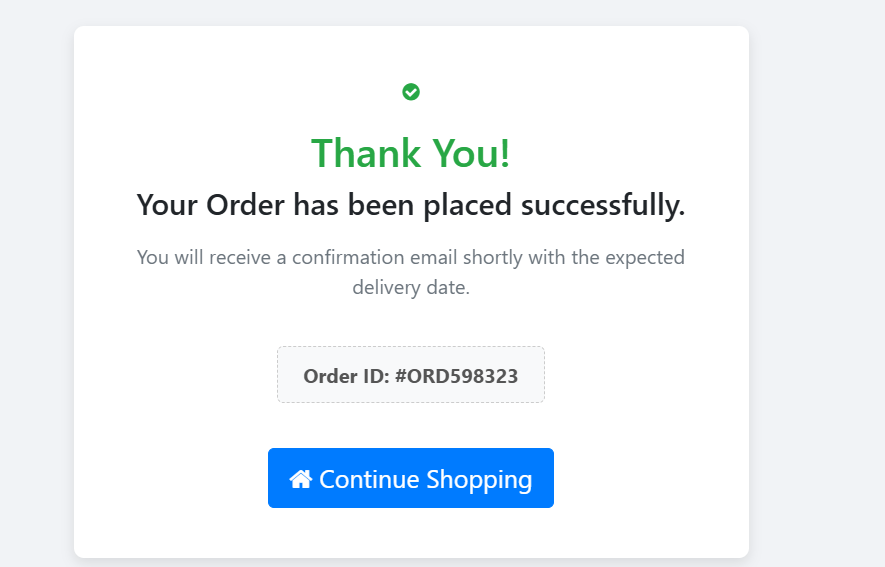 Thank You!
Your Order has been placed successfully.
You will receive a confirmation email shortly with the expected
delivery date.
Order ID: #ORD598323
Continue Shopping